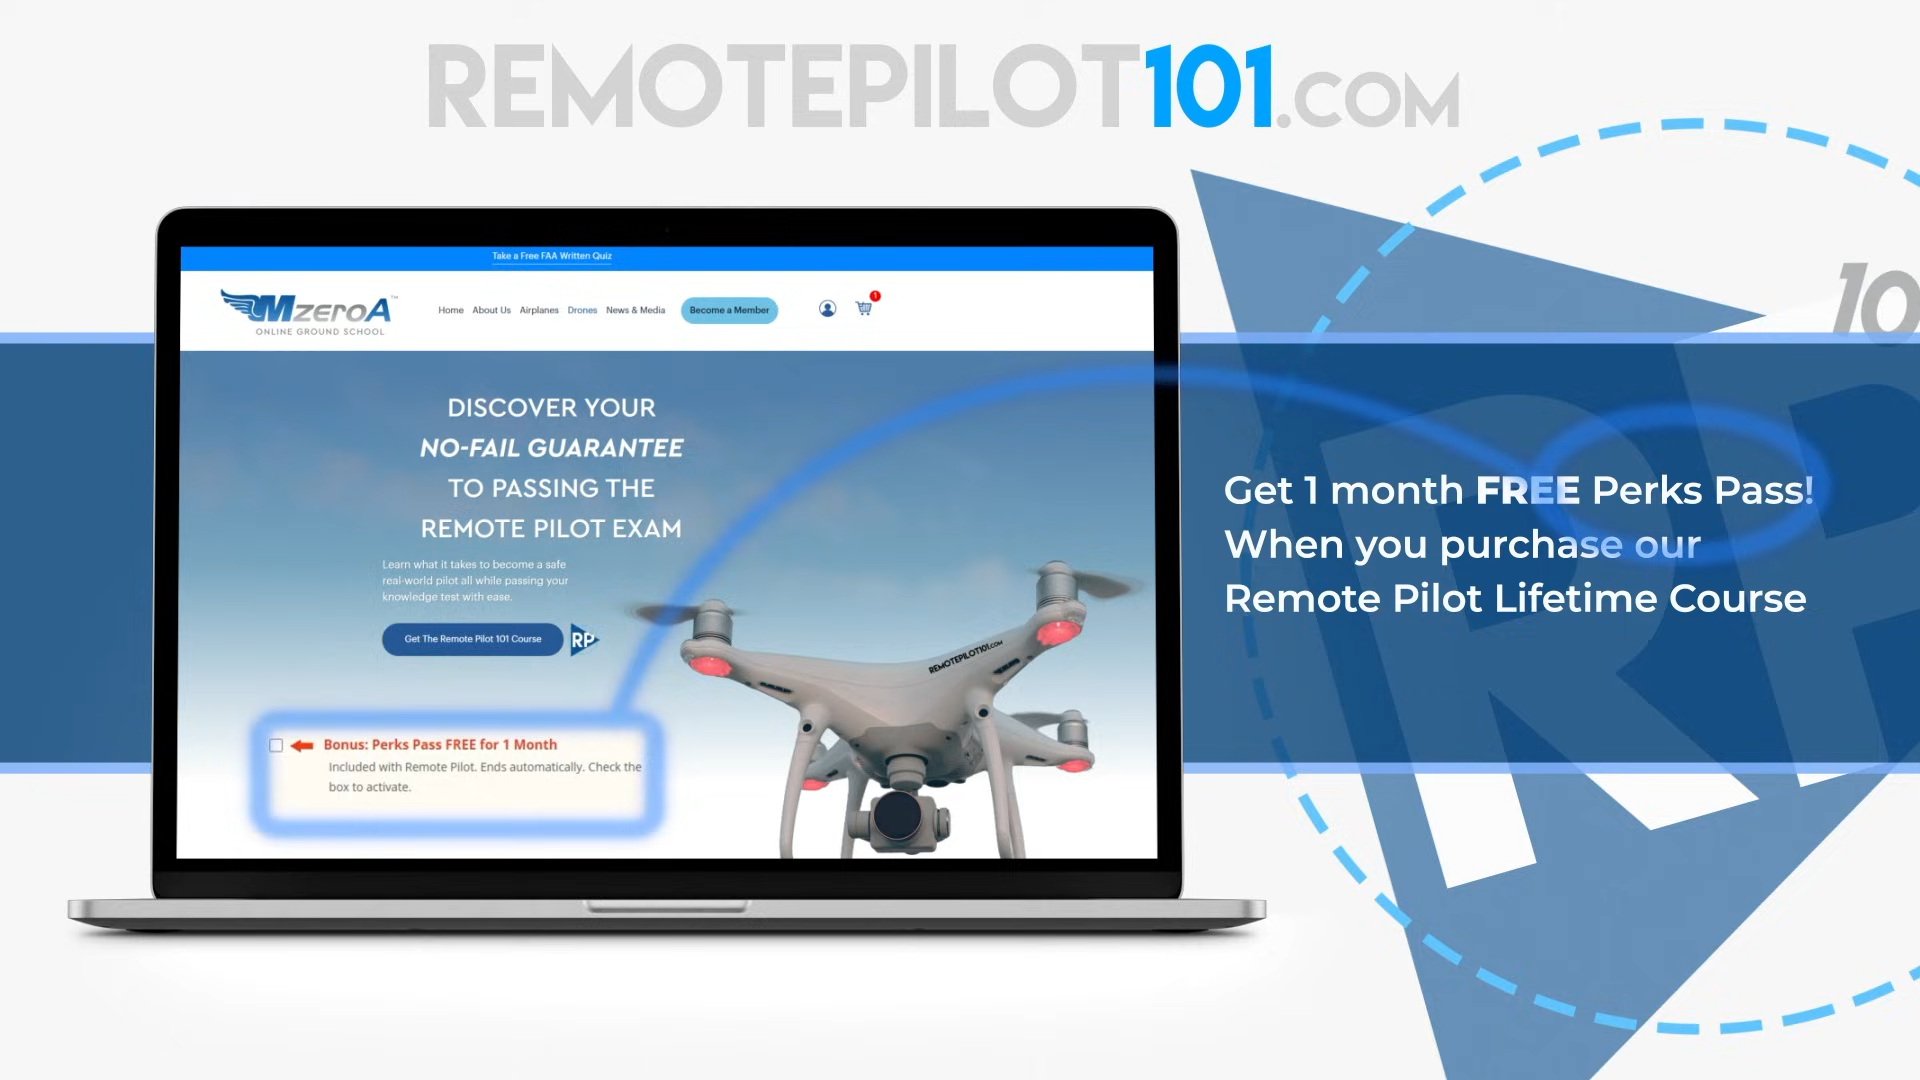 REMOTEPILOT101.COM
Take a Free FAA Written Quiz
MzeroA™
ONLINE GROUND SCHOOL
Home About Us Airplanes Drones News & Media Become a Member 1
DISCOVER YOUR
NO-FAIL GUARANTEE
TO PASSING THE
REMOTE PILOT EXAM
Learn what it takes to become a safe
real-world pilot all while passing your
knowledge test with ease.
Get The Remote Pilot 101 Course RP
REMOTEPILOT101.COM
Bonus: Perks Pass FREE for 1 Month
Included with Remote Pilot. Ends automatically. Check the
box to activate.
Get 1 month FREE Perks Pass!
When you purchase our
Remote Pilot Lifetime Course
10
RP